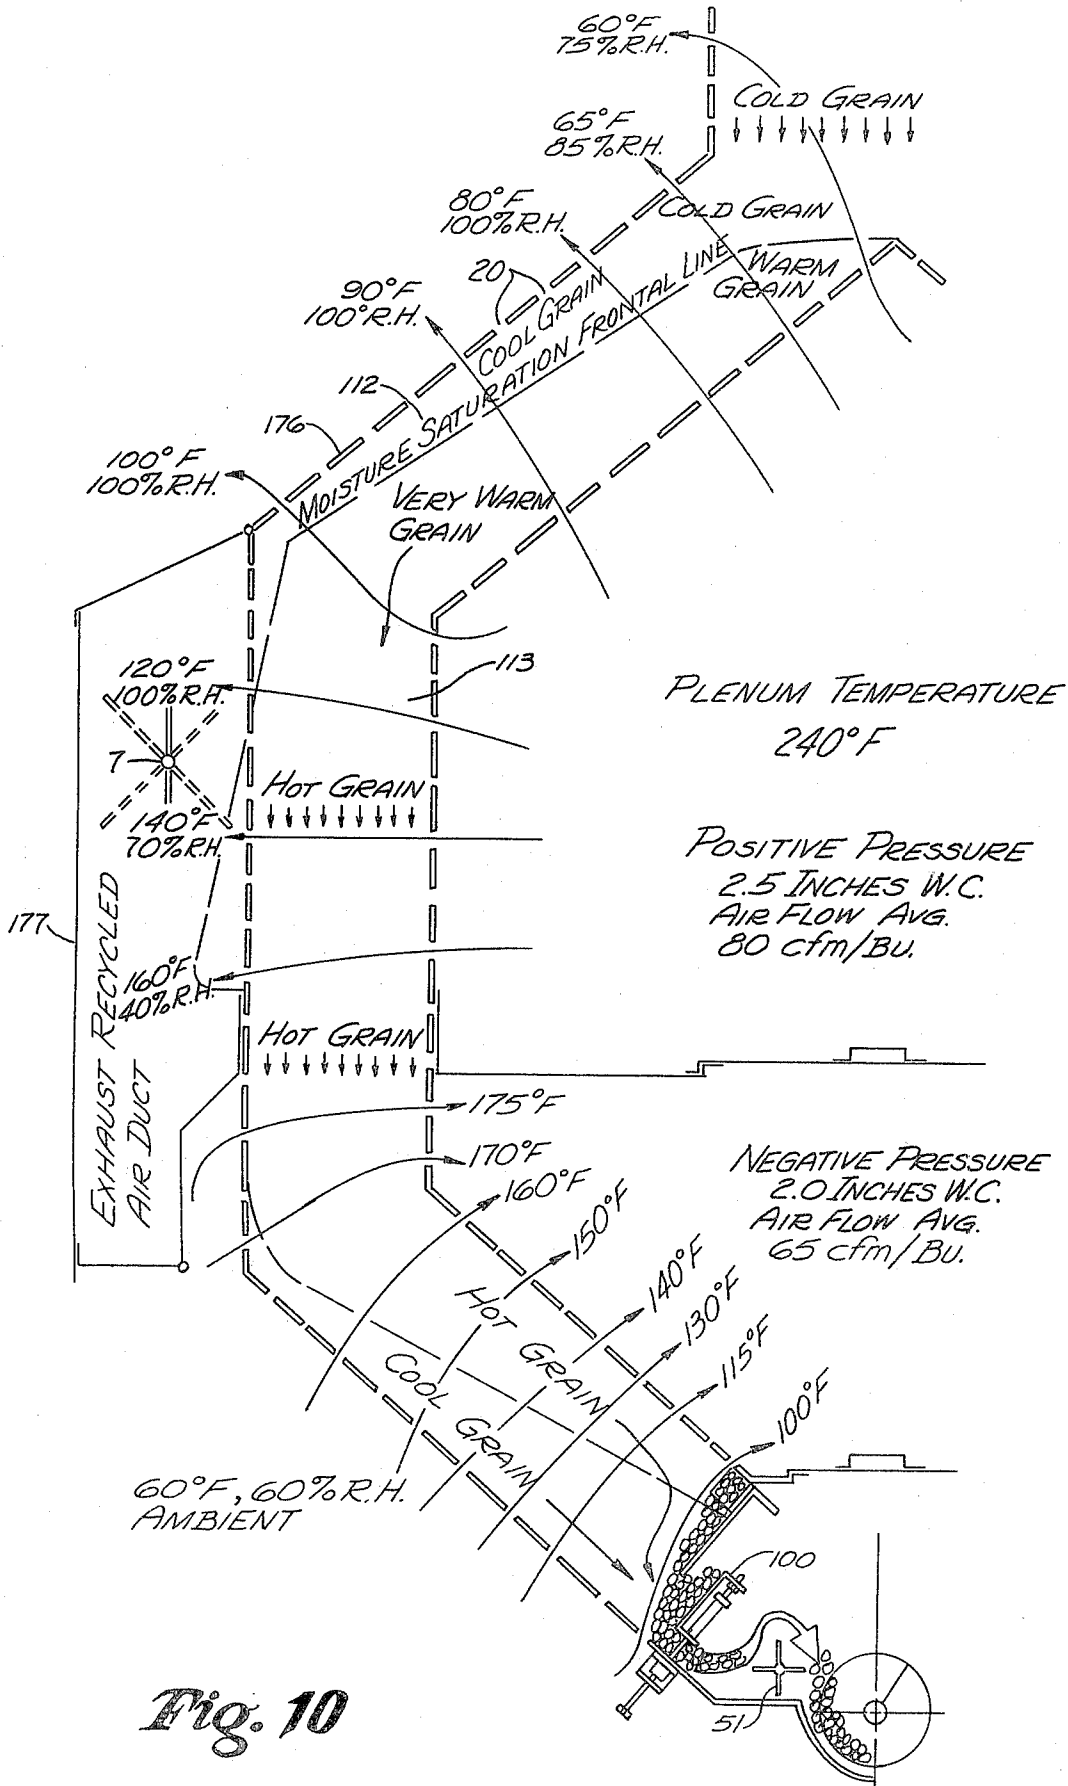 60°F
75% R.H.
COLD GRAIN
65°F
85% R.H.
80°F
100% R.H.
COLD GRAIN
20
WARM
GRAIN
90°F
100° R.H.
COOL GRAIN
112
MOISTURE SATURATION FRONTAL LINE
176
100°F
100% R.H.
VERY WARM
GRAIN
113
120°F
100% R.H.
7
PLENUM TEMPERATURE
240°F
HOT GRAIN
140°F
70% R.H.
POSITIVE PRESSURE
2.5 INCHES W.C.
AIR FLOW AVG.
80 cfm/Bu.
177
EXHAUST RECYCLED
AIR DUCT
160°F
40% R.H.
HOT GRAIN
175°F
170°F
160°F
NEGATIVE PRESSURE
2.0 INCHES W.C.
AIR FLOW AVG.
65 cfm/Bu.
150°F
140°F
130°F
115°F
100°F
HOT GRAIN
COOL GRAIN
60°F, 60% R.H.
AMBIENT
100
51
Fig. 10